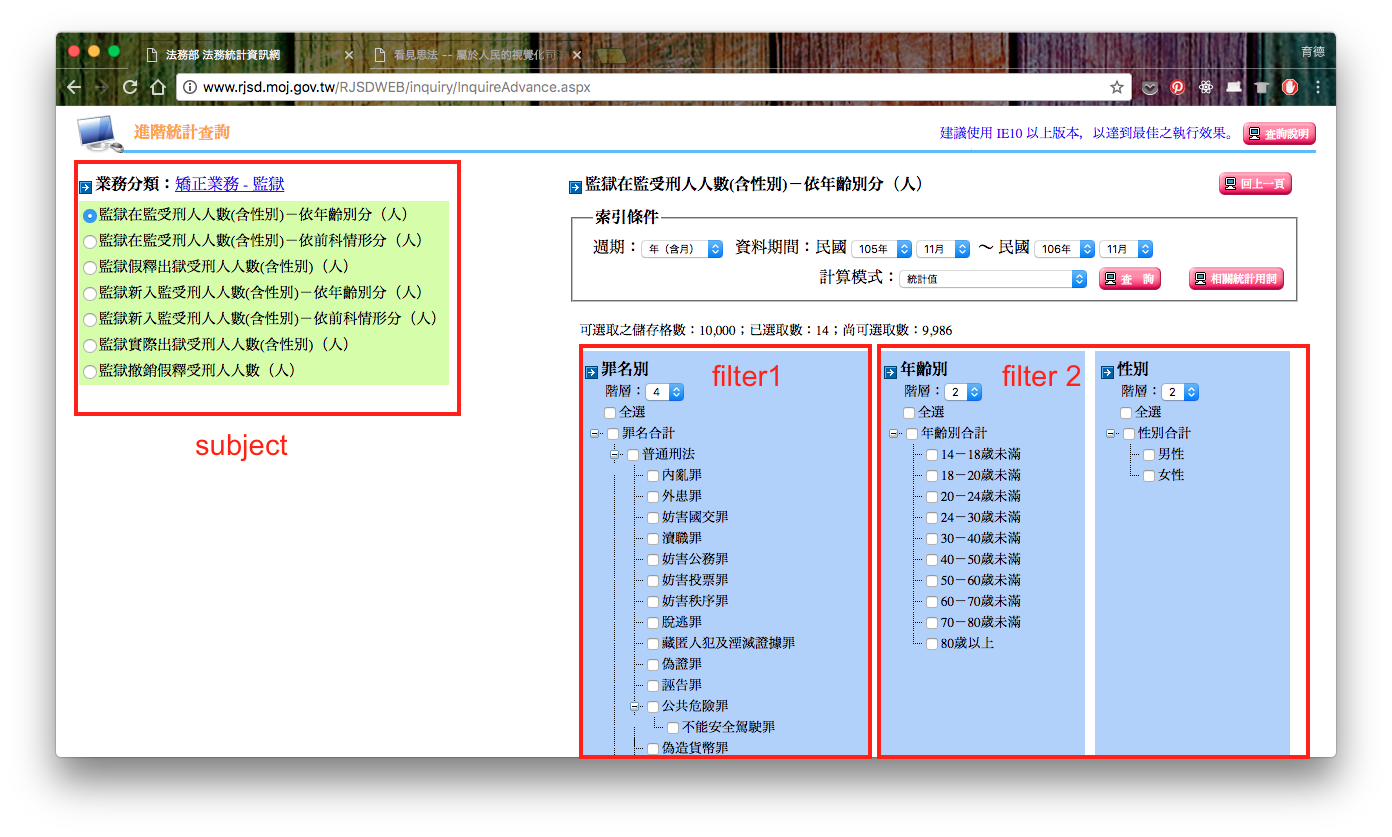 法務部 法務統計資訊網
看見思法 -- 屬於人民的視覺化司
育德
www.rjsd.moj.gov.tw/RJSDWEB/inquiry/InquireAdvance.aspx
進階統計查詢
建議使用 IE10 以上版本，以達到最佳之執行效果。
查詢說明
業務分類：矯正業務 - 監獄
監獄在監受刑人人數(含性別)－依年齡別分（人）
監獄在監受刑人人數(含性別)－依前科情形分（人）
監獄假釋出獄受刑人人數(含性別)（人）
監獄新入監受刑人人數(含性別)－依年齡別分（人）
監獄新入監受刑人人數(含性別)－依前科情形分（人）
監獄實際出獄受刑人人數(含性別)（人）
監獄撤銷假釋受刑人人數（人）
subject
監獄在監受刑人人數(含性別)－依年齡別分（人）
回上一頁
索引條件
週期： 年（含月） 資料期間：民國 105年 11月 ～ 民國 106年 11月
計算模式： 統計值 查 詢 相關統計用詞
可選取之儲存格數：10,000；已選取數：14；尚可選取數：9,986
罪名別
filter1
階層： 4
全選
罪名合計
普通刑法
內亂罪
外患罪
妨害國交罪
瀆職罪
妨害公務罪
妨害投票罪
妨害秩序罪
脫逃罪
藏匿人犯及湮滅證據罪
偽證罪
誣告罪
公共危險罪
不能安全駕駛罪
偽造貨幣罪
年齡別
filter 2
階層： 2
全選
年齡別合計
14－18歲未滿
18－20歲未滿
20－24歲未滿
24－30歲未滿
30－40歲未滿
40－50歲未滿
50－60歲未滿
60－70歲未滿
70－80歲未滿
80歲以上
性別
階層： 2
全選
性別合計
男性
女性